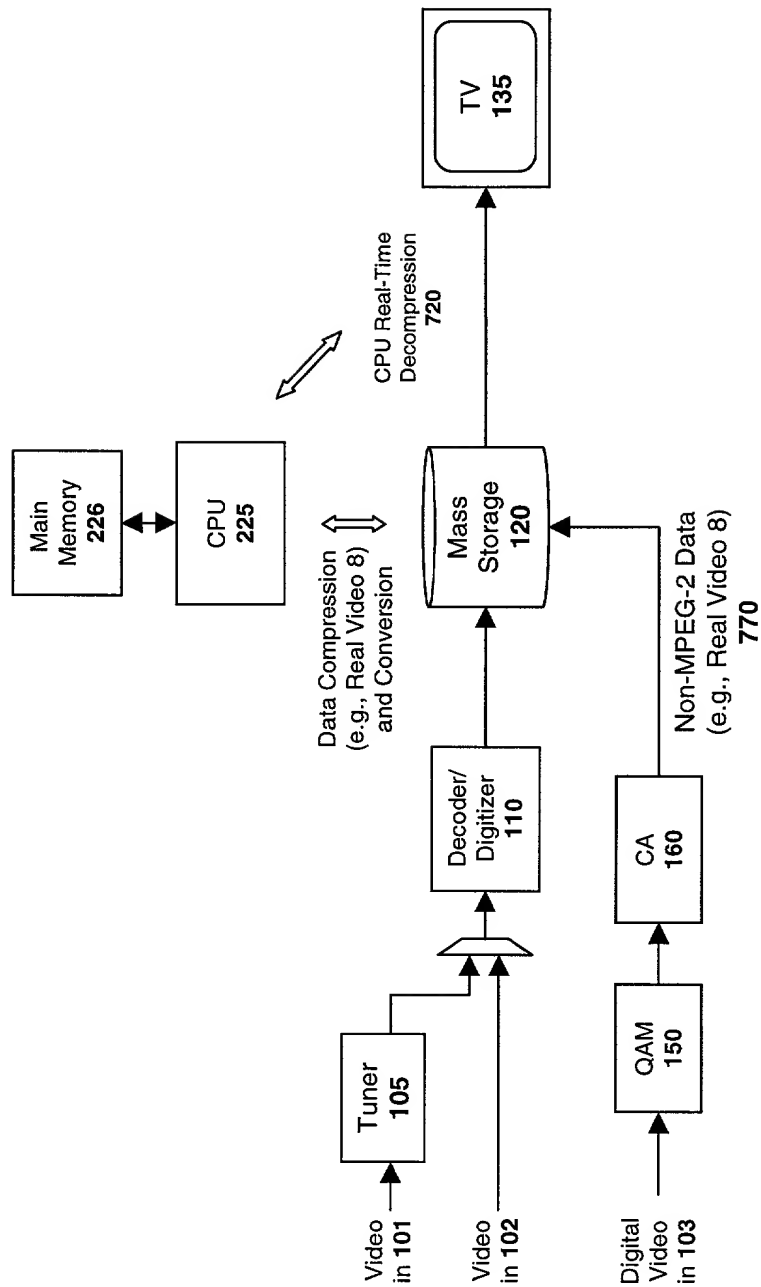 Main
Memory
226
CPU
225
Data Compression
(e.g., Real Video 8)
and Conversion
CPU Real-Time
Decompression
720
Video
in 101
Tuner
105
Video
in 102
Decoder/
Digitizer
110
Mass
Storage
120
TV
135
Digital
Video
in 103
QAM
150
CA
160
Non-MPEG-2 Data
(e.g., Real Video 8)
770